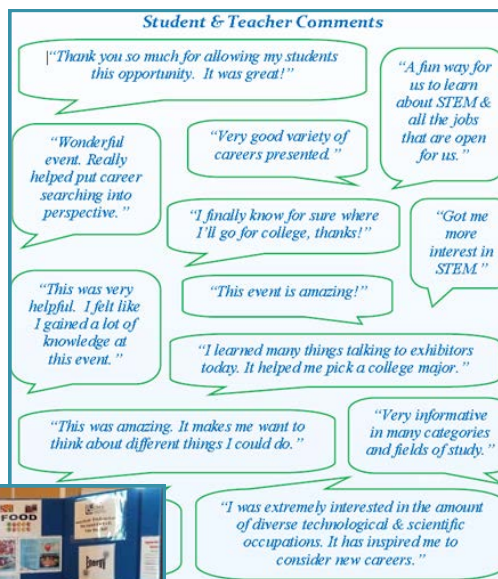 Student & Teacher Comments
“Thank you so much for allowing my students
this opportunity. It was great!”
“A fun way for
us to learn
about STEM &
all the jobs
that are open
for us.”
“Wonderful
event. Really
helped put career
searching into
perspective.”
“Very good variety of
careers presented.”
“I finally know for sure where
I’ll go for college, thanks!”
“Got me
more
interest in
STEM.”
“This was very
helpful. I felt like
I gained a lot of
knowledge at
this event.”
“This event is amazing!”
“I learned many things talking to exhibitors
today. It helped me pick a college major.”
“This was amazing. It makes me want to
think about different things I could do.”
“Very informative
in many categories
and fields of study.”
“I was extremely interested in the amount
of diverse technological & scientific
occupations. It has inspired me to
consider new careers.”
FOOD
Energy